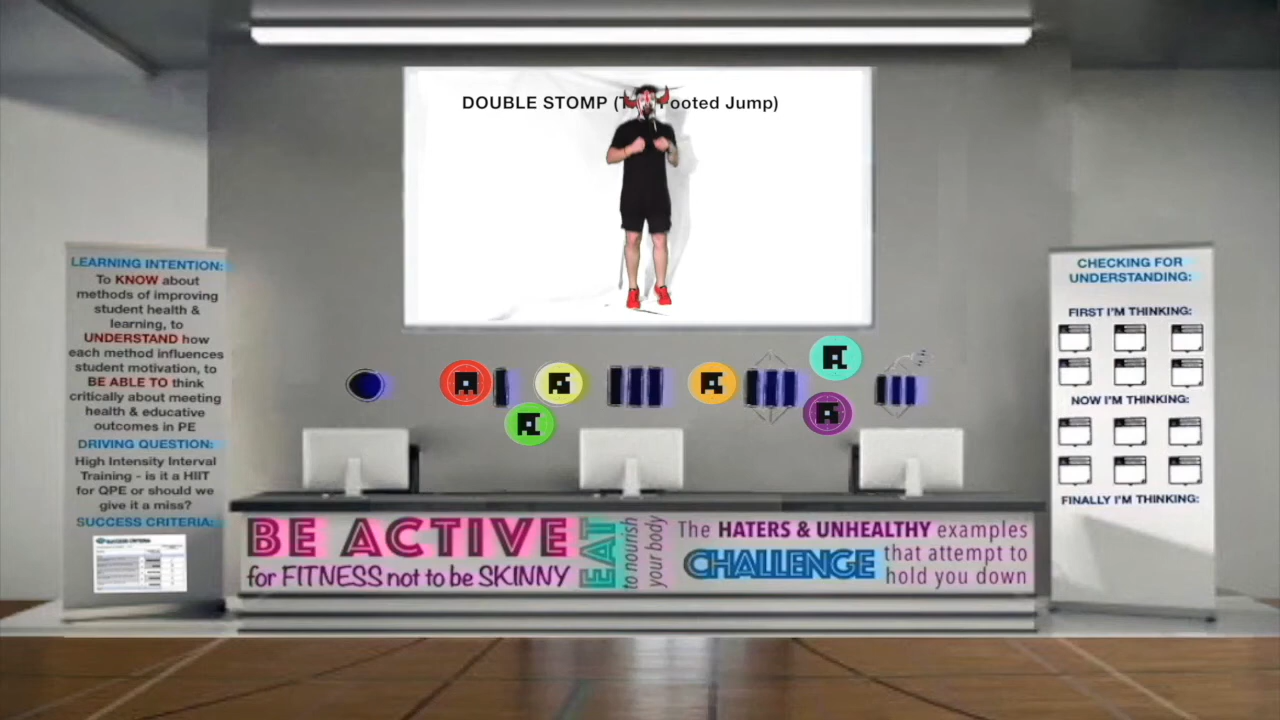 DOUBLE STOMP (T ooted Jump)
LEARNING INTENTION:
To KNOW about
methods of improving
student health &
learning, to
UNDERSTAND how
each method influences
student motivation, to
BE ABLE TO think
critically about meeting
health & educative
outcomes in PE
DRIVING QUESTION:
High Intensity Interval
Training - is it a HIIT
for QPE or should we
give it a miss?
SUCCESS CRITERIA:
SUCCESS CRITERIA
BE ACTIVE
for FITNESS not to be SKINNY
EAT
to nourish
your body
The HATERS & UNHEALTHY examples
CHALLENGE
that attempt to
hold you down
CHECKING FOR
UNDERSTANDING:
FIRST I'M THINKING:
NOW I'M THINKING:
FINALLY I'M THINKING: